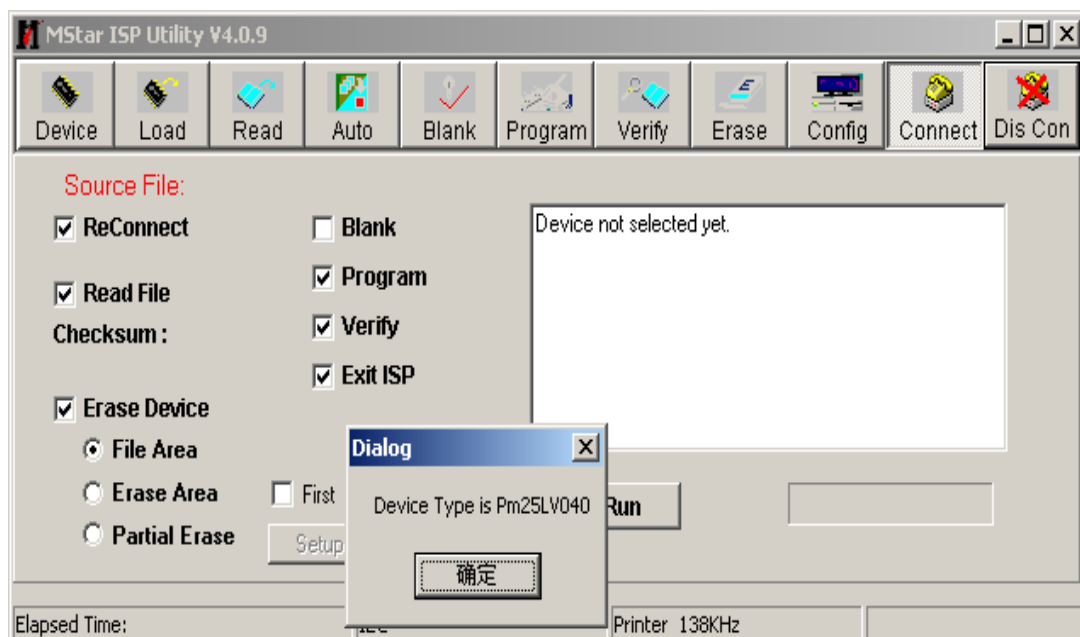 MStar ISP Utility V4.0.9
Device Load Read Auto Blank Program Verify Erase Config Connect Dis Con
Source File:
ReConnect
Blank
Device not selected yet.
Read File
Program
Checksum :
Verify
Exit ISP
Erase Device
File Area
Dialog
Erase Area
First
Device Type is Pm25LV040
Run
Partial Erase
Setup
确定
Elapsed Time:
Printer 138KHz